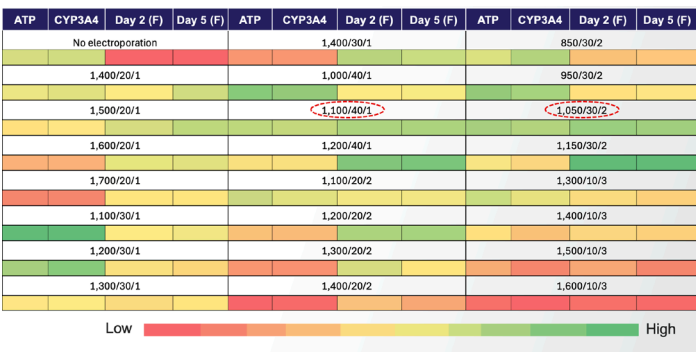 ATP CYP3A4 Day 2 (F) Day 5 (F) ATP CYP3A4 Day 2 (F) Day 5 (F) ATP CYP3A4 Day 2 (F) Day 5 (F)
No electroporation 1,400/30/1 850/30/2
1,400/20/1 1,000/40/1 950/30/2
1,500/20/1 1,100/40/1 1,050/30/2
1,600/20/1 1,200/40/1 1,150/30/2
1,700/20/1 1,100/20/2 1,300/10/3
1,100/30/1 1,200/20/2 1,400/10/3
1,200/30/1 1,300/20/2 1,500/10/3
1,300/30/1 1,400/20/2 1,600/10/3
Low High